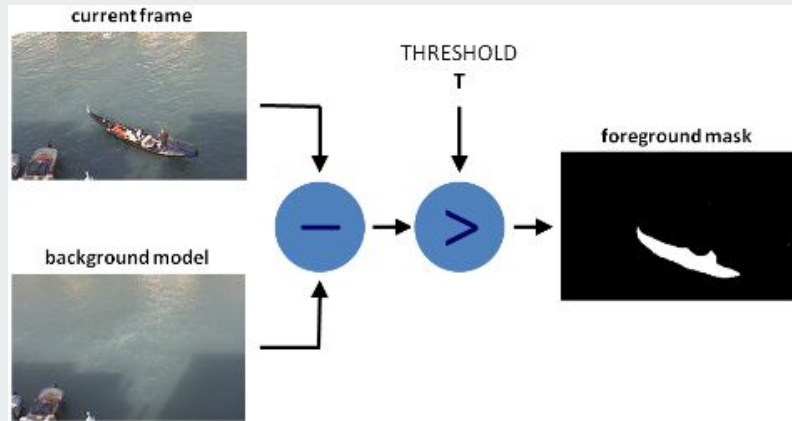 current frame
THRESHOLD
T
foreground mask
−
>
background model